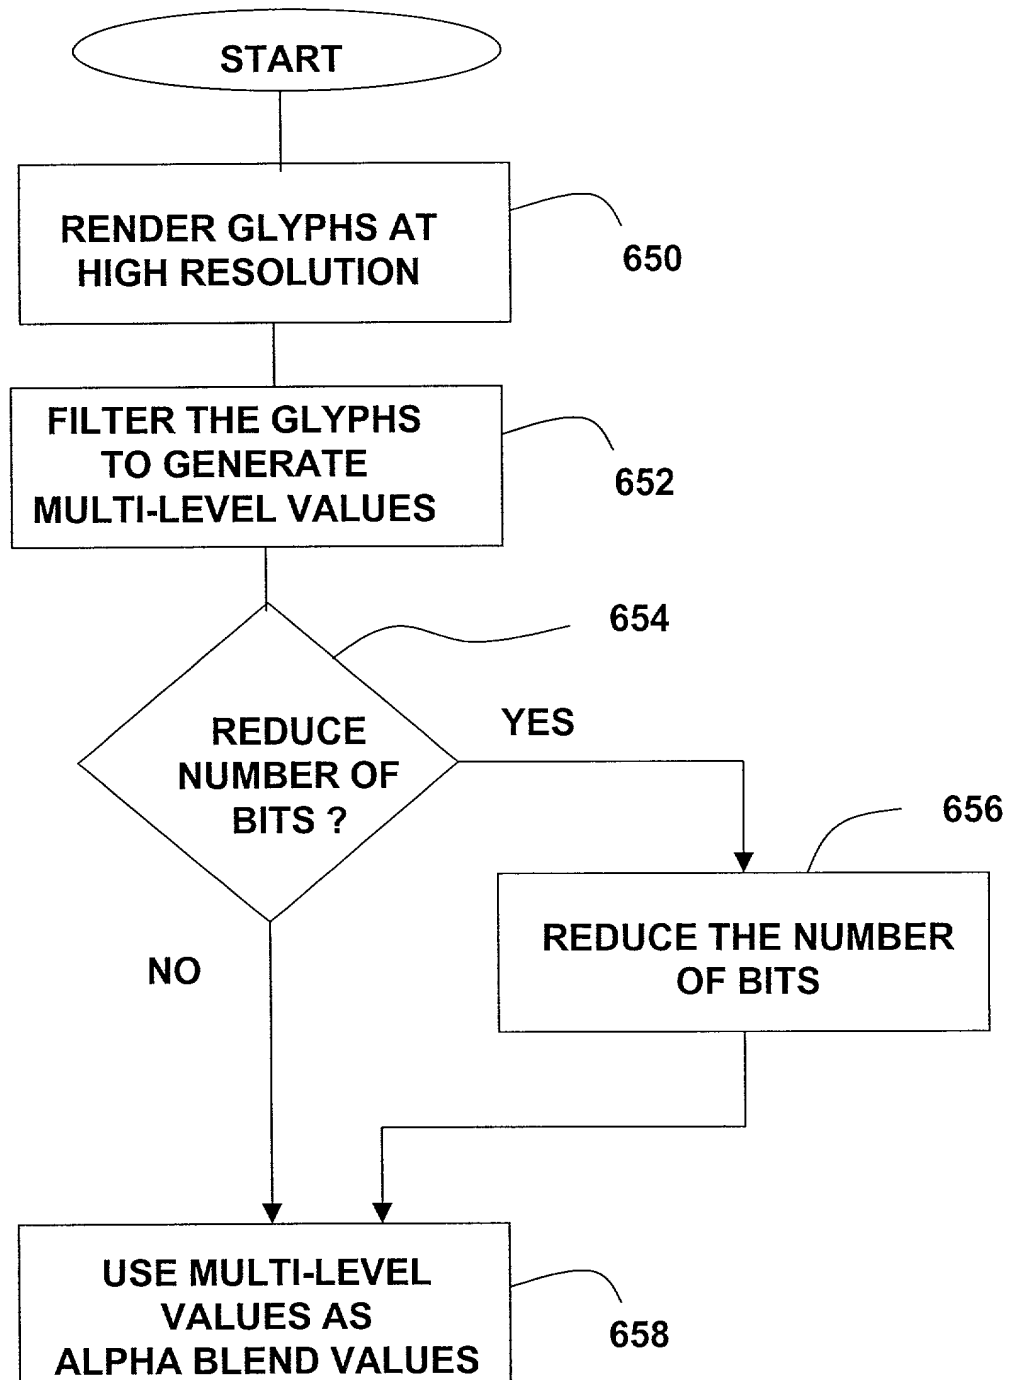 START
RENDER GLYPHS AT
HIGH RESOLUTION
650
FILTER THE GLYPHS
TO GENERATE
MULTI-LEVEL VALUES
652
654
REDUCE
NUMBER OF
BITS ?
YES
656
REDUCE THE NUMBER
OF BITS
NO
USE MULTI-LEVEL
VALUES AS
ALPHA BLEND VALUES
658